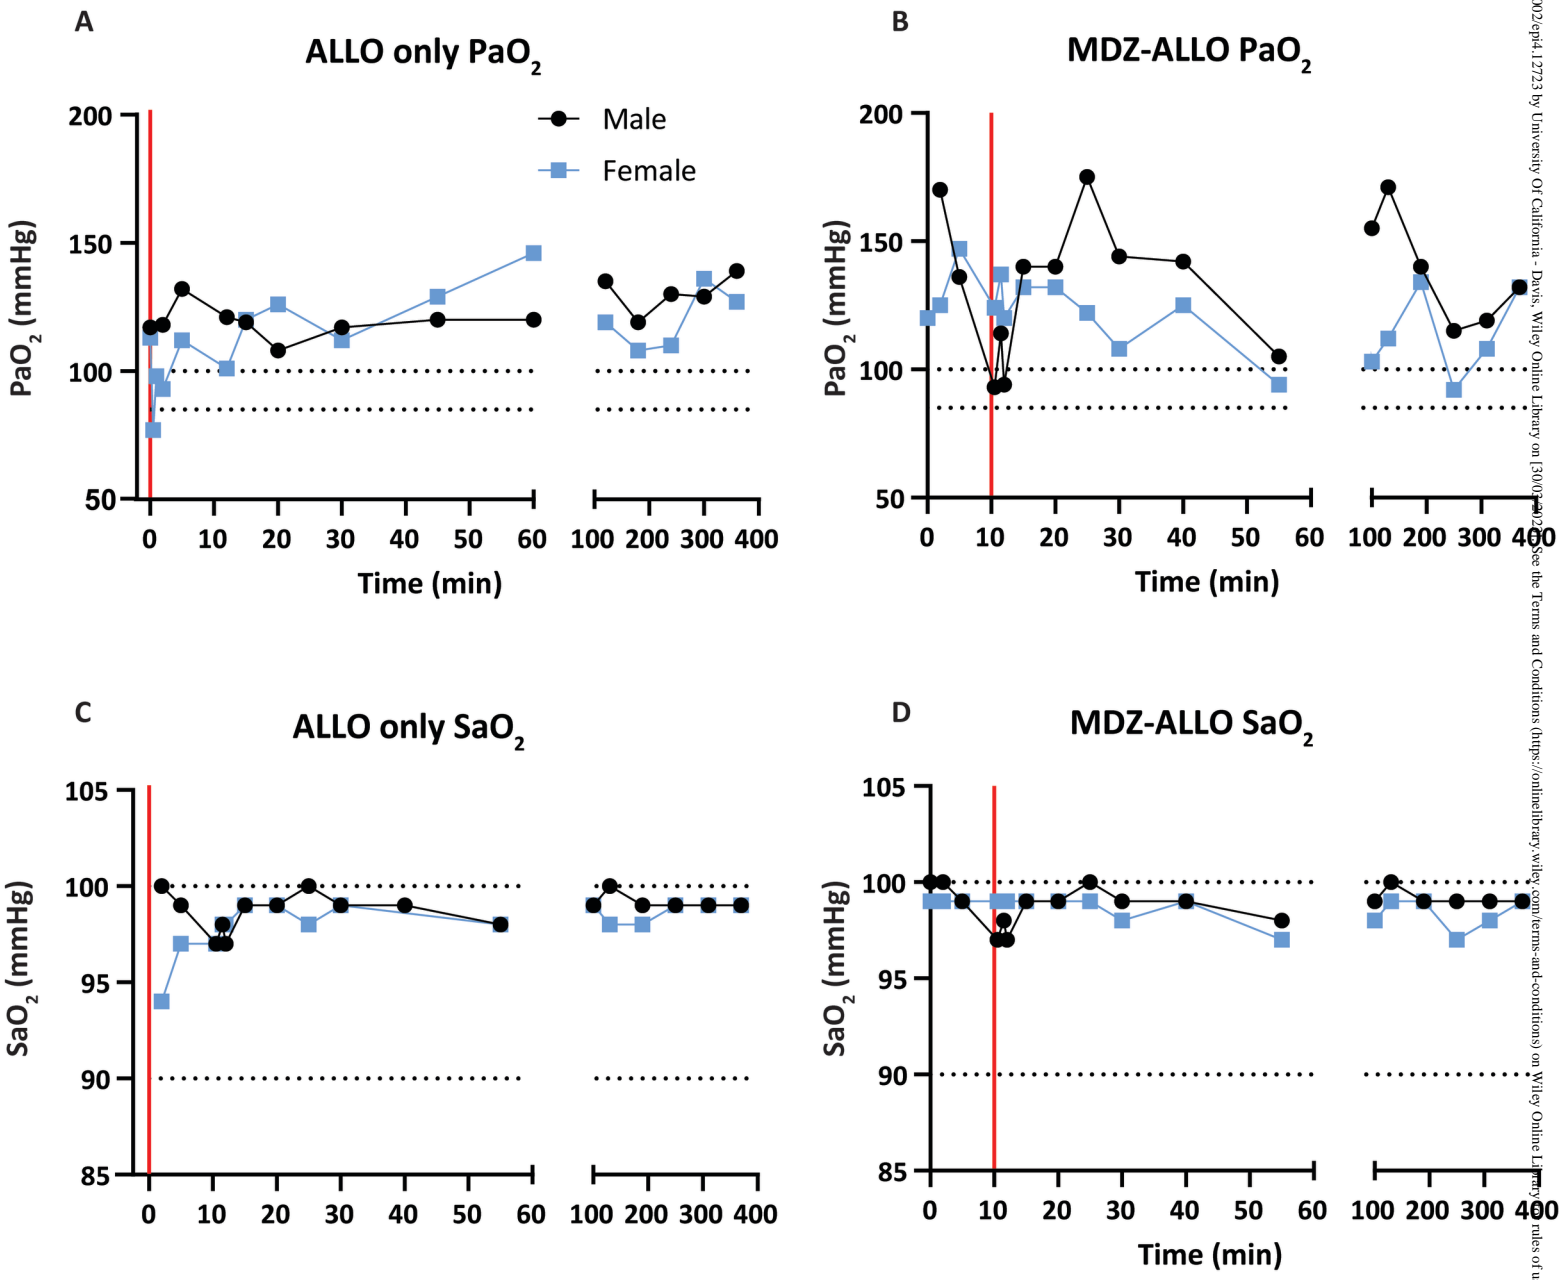 A
ALLO only PaO2
Male
Female
200
150
100
50
PaO2 (mmHg)
0 10 20 30 40 50 60 100 200 300 400
Time (min)
B
MDZ-ALLO PaO2
200
150
100
50
PaO2 (mmHg)
0 10 20 30 40 50 60 100 200 300 400
Time (min)
C
ALLO only SaO2
105
100
95
90
85
SaO2 (mmHg)
0 10 20 30 40 50 60 100 200 300 400
D
MDZ-ALLO SaO2
105
100
95
90
85
SaO2 (mmHg)
0 10 20 30 40 50 60 100 200 300 400
Time (min)
002/epi4.12723 by University Of California - Davis, Wiley Online Library on See the Terms and Conditions (https://onlinelibrary.wiley.com/terms-and-conditions) on Wiley Online Library rules of u